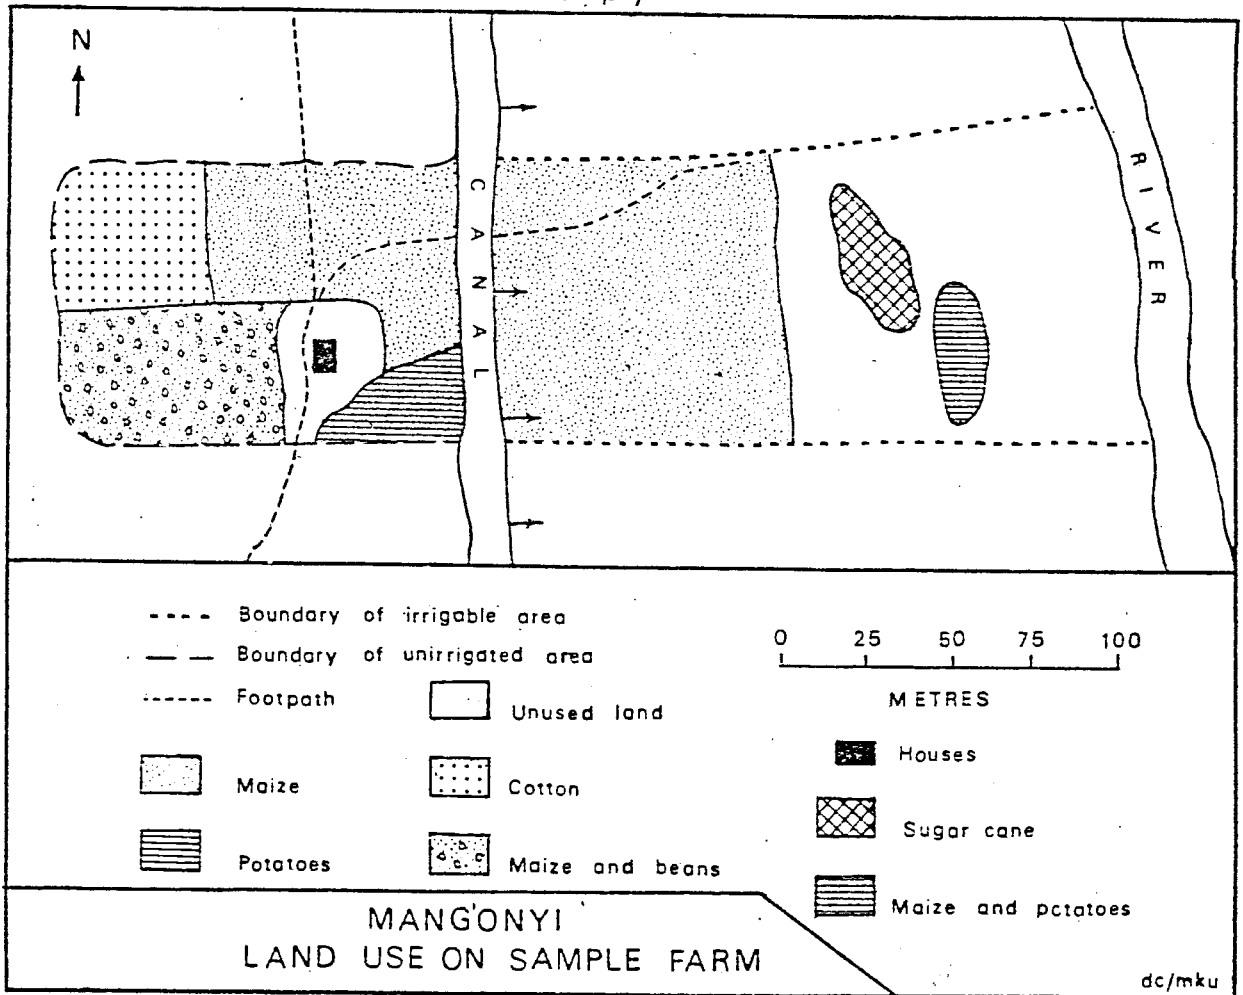 N
CANAL
RIVER
Boundary of irrigable area
Boundary of unirrigated area
Footpath
Unused land
Maize
Cotton
Potatoes
Maize and beans
0 25 50 75 100
METRES
Houses
Sugar cane
Maize and pctatoes
MANG'ONYI
LAND USE ON SAMPLE FARM
dc/mku